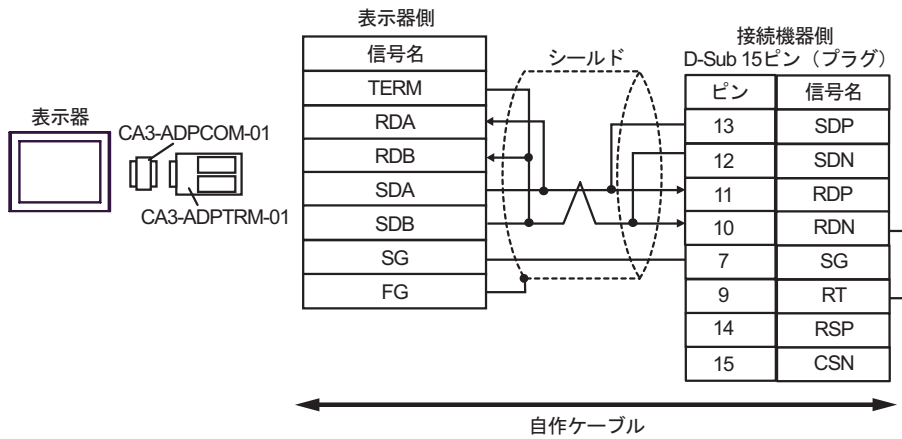 表示器
CA3-ADPCOM-01
CA3-ADPTRM-01
表示器側
信号名
TERM
RDA
RDB
SDA
SDB
SG
FG
シールド
接続機器側
D-Sub 15ピン（プラグ）
ピン 信号名
13 SDP
12 SDN
11 RDP
10 RDN
7 SG
9 RT
14 RSP
15 CSN
自作ケーブル